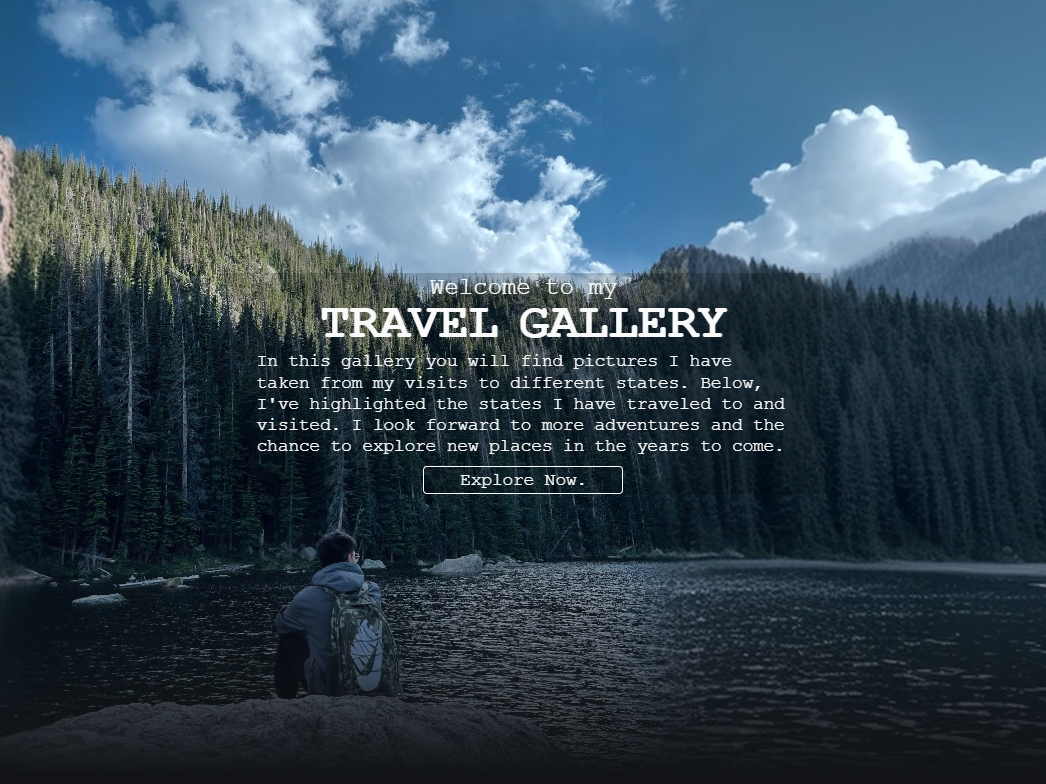 Welcome to my
TRAVEL GALLERY
In this gallery you will find pictures I have
taken from my visits to different states. Below,
I've highlighted the states I have traveled to and
visited. I look forward to more adventures and the
chance to explore new places in the years to come.
Explore Now.